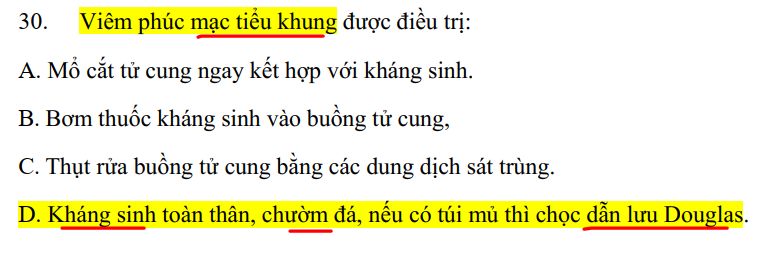 30. Viêm phúc mạc tiểu khung được điều trị:
A. Mổ cắt tử cung ngay kết hợp với kháng sinh.
B. Bơm thuốc kháng sinh vào buồng tử cung,
C. Thụt rửa buồng tử cung bằng các dung dịch sát trùng.
D. Kháng sinh toàn thân, chườm đá, nếu có túi mủ thì chọc dẫn lưu Douglas.